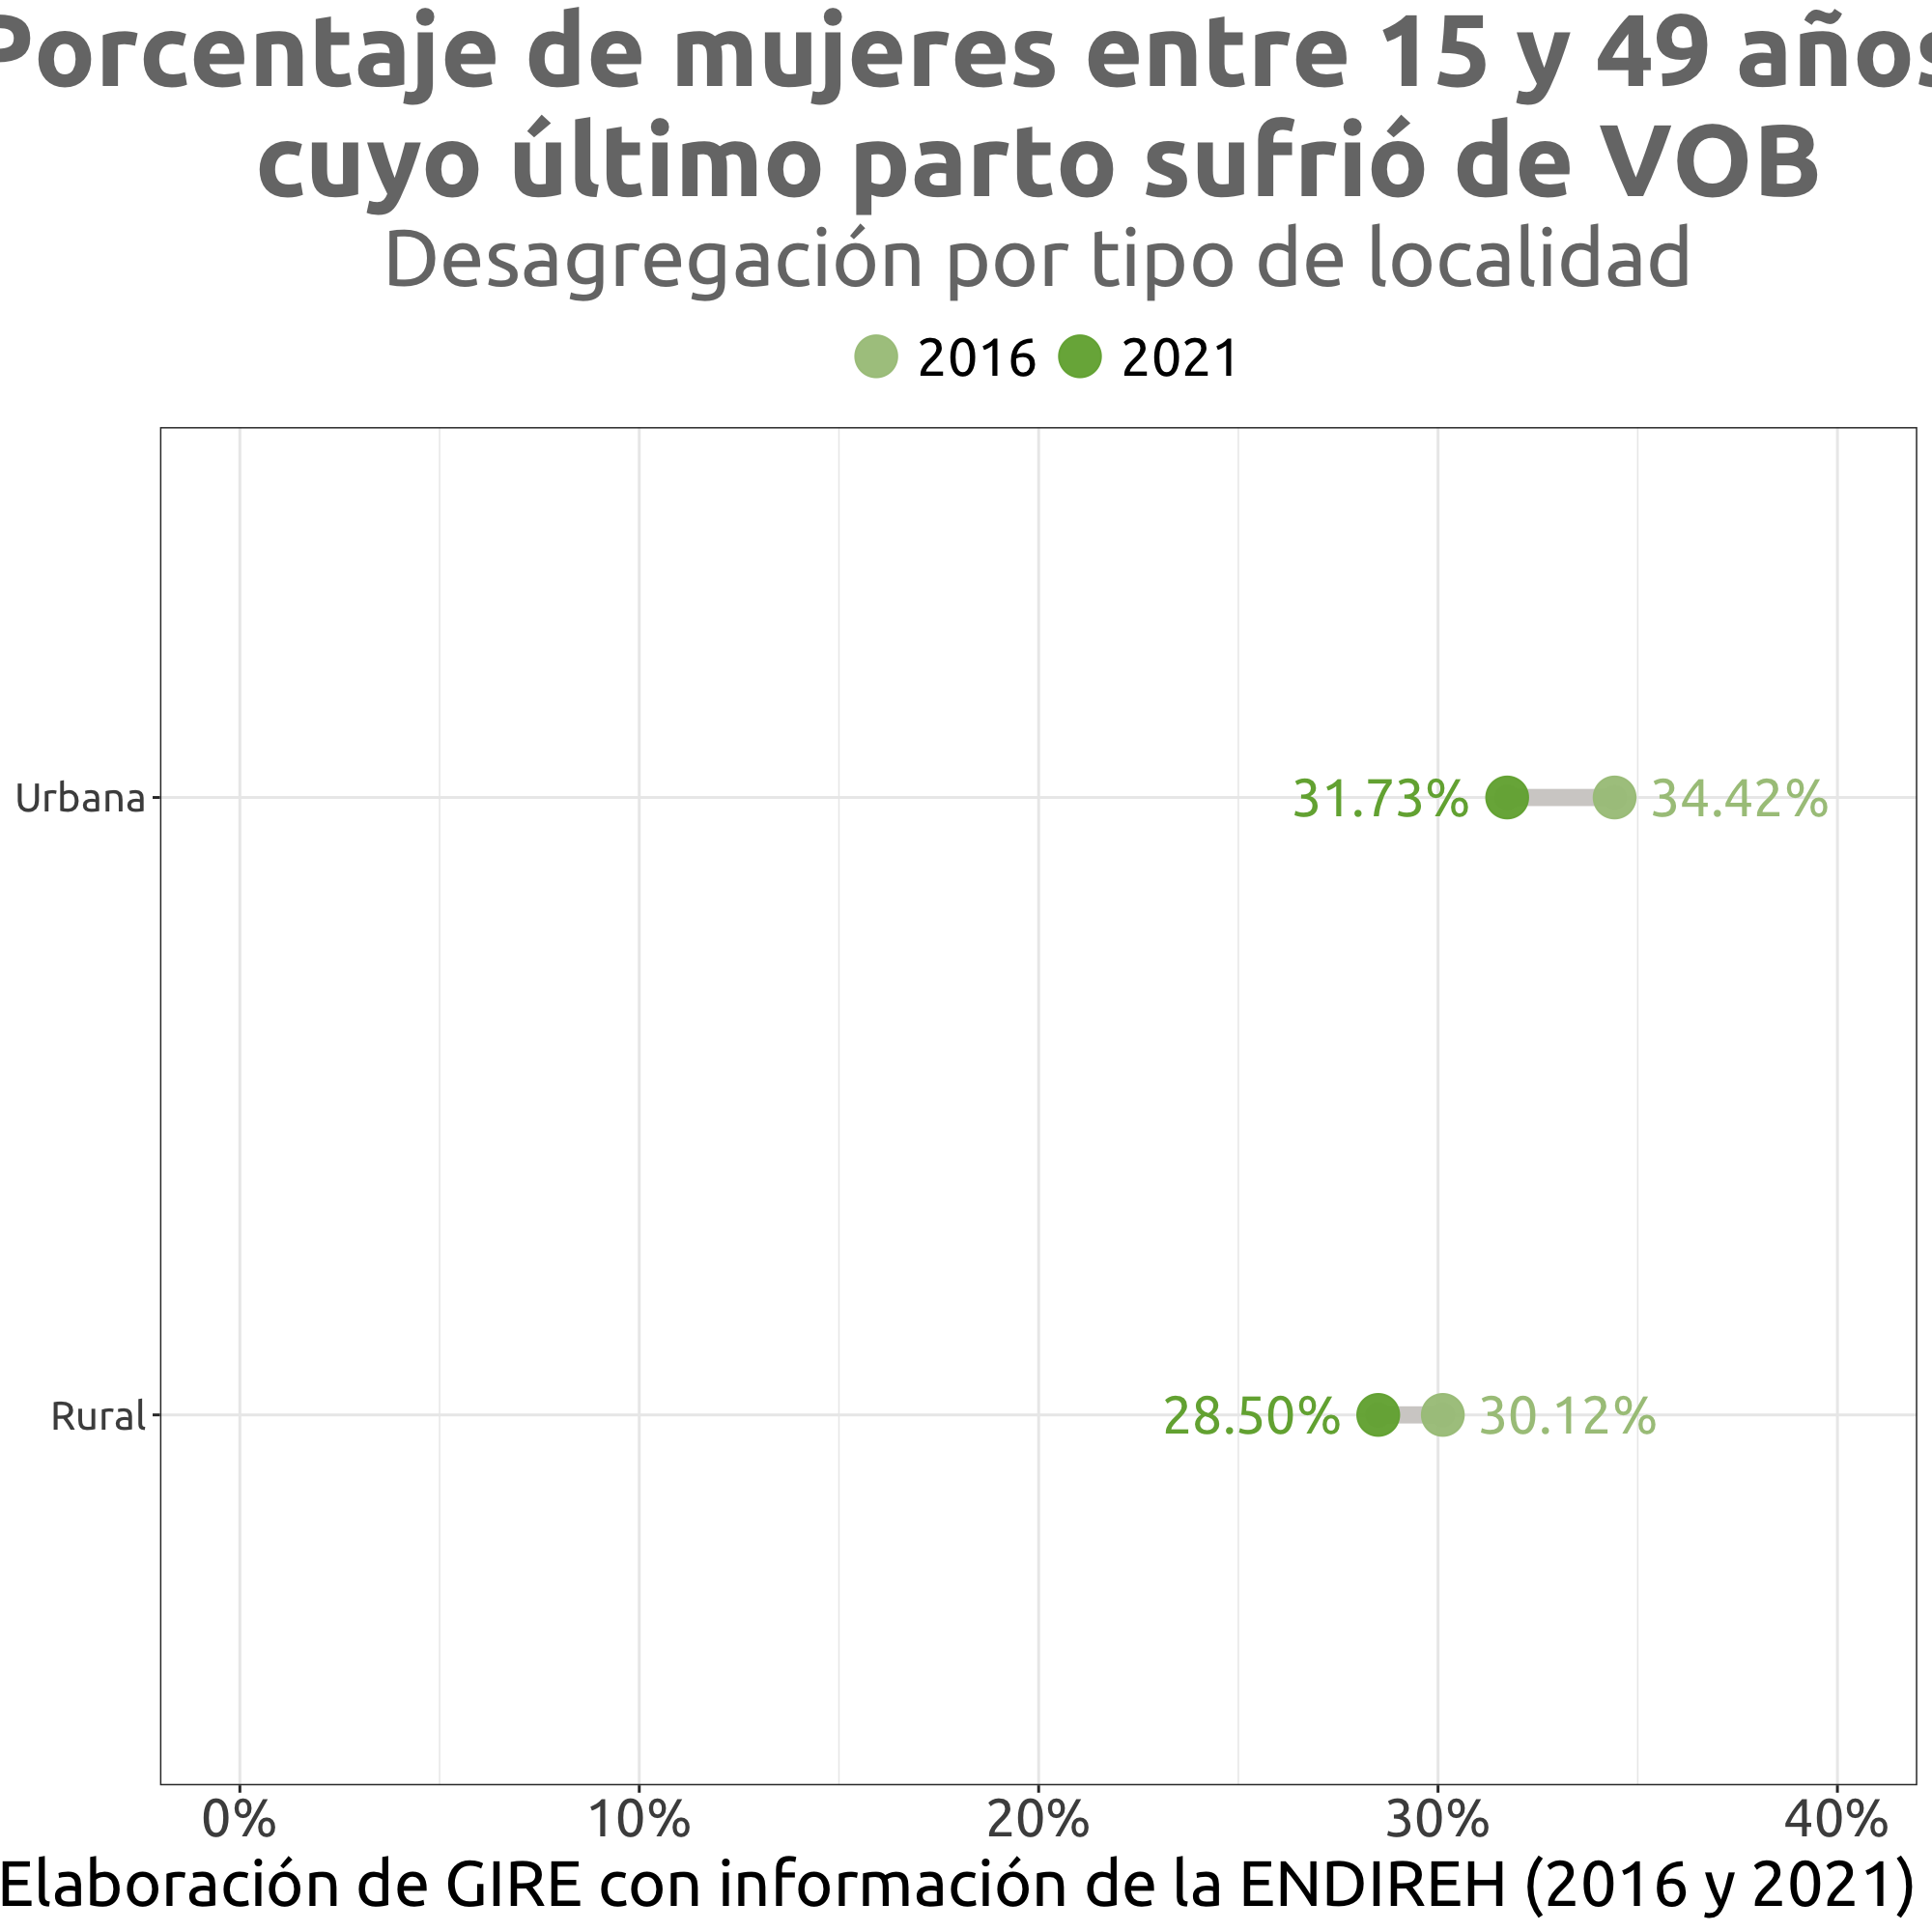 Porcentaje de mujeres entre 15 y 49 años
cuyo último parto sufrió de VOB
Desagregación por tipo de localidad
2016 2021
Urbana 31.73% 34.42%
Rural 28.50% 30.12%
0% 10% 20% 30% 40%
Elaboración de GIRE con información de la ENDIREH (2016 y 2021)